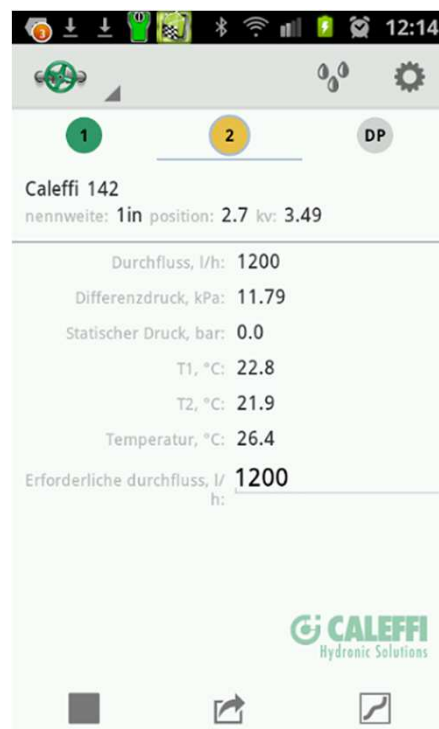 3
12:14
1
2
DP
Caleffi 142
nennweite: 1in position: 2.7 kv: 3.49
Durchfluss, l/h: 1200
Differenzdruck, kPa: 11.79
Statischer Druck, bar: 0.0
T1, °C: 22.8
T2, °C: 21.9
Temperatur, °C: 26.4
Erforderliche durchfluss, l/
h: 1200
CALEFFI
Hydronic Solutions